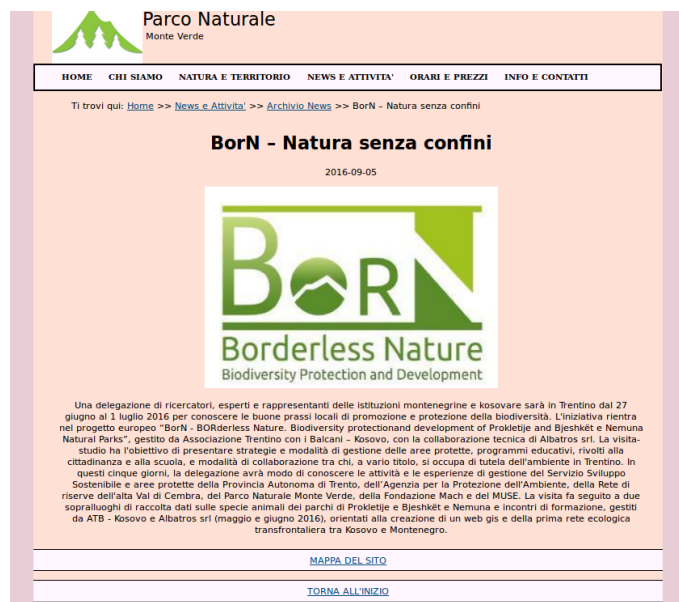 Parco Naturale
Monte Verde
HOME CHI SIAMO NATURA E TERRITORIO NEWS E ATTIVITA' ORARI E PREZZI INFO E CONTATTI
Ti trovi qui: Home >> News e Attivita' >> Archivio News >> BorN – Natura senza confini
BorN – Natura senza confini
2016-09-05
BORN
Borderless Nature
Biodiversity Protection and Development
Una delegazione di ricercatori, esperti e rappresentanti delle istituzioni montenegrine e kosovare sarà in Trentino dal 27
giugno al 1 luglio 2016 per conoscere le buone prassi locali di promozione e protezione della biodiversità. L'iniziativa rientra
nel progetto europeo “BorN - BORderless Nature. Biodiversity protectionand development of Prokletije and Bjeshkët e Nemuna
Natural Parks”, gestito da Associazione Trentino con i Balcani – Kosovo, con la collaborazione tecnica di Albatros srl. La visita-
studio ha l'obiettivo di presentare strategie e modalità di gestione delle aree protette, programmi educativi, rivolti alla
cittadinanza e alla scuola, e modalità di collaborazione tra chi, a vario titolo, si occupa di tutela dell'ambiente in Trentino. In
questi cinque giorni, la delegazione avrà modo di conoscere le attività e le esperienze di gestione del Servizio Sviluppo
Sostenibile e aree protette della Provincia Autonoma di Trento, dell’Agenzia per la Protezione dell'Ambiente, della Rete di
riserve dell'alta Val di Cembra, del Parco Naturale Monte Verde, della Fondazione Mach e del MUSE. La visita fa seguito a due
sopralluoghi di raccolta dati sulle specie animali dei parchi di Prokletije e Bjeshkët e Nemuna e incontri di formazione, gestiti
da ATB - Kosovo e Albatros srl (maggio e giugno 2016), orientati alla creazione di un web gis e della prima rete ecologica
transfrontaliera tra Kosovo e Montenegro.
MAPPA DEL SITO
TORNA ALL'INIZIO